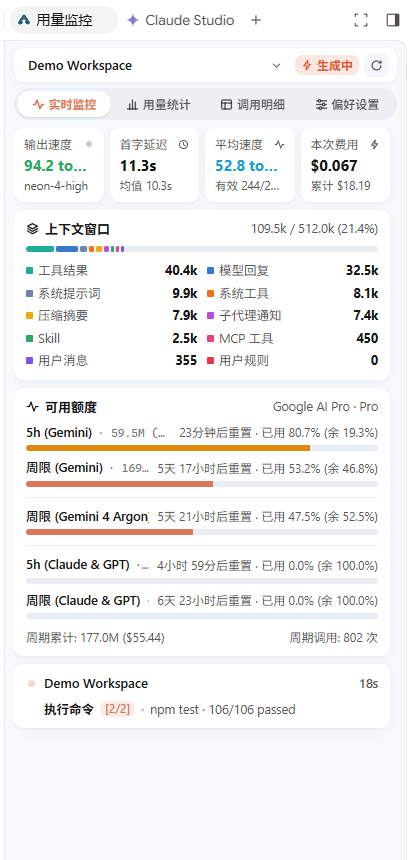 用量监控 Claude Studio +
Demo Workspace 生成中
实时监控 用量统计 调用明细 偏好设置
输出速度 首字延迟 平均速度 本次费用
94.2 to... 11.3s 52.8 to... $0.067
neon-4-high 均值 10.3s 有效 244/2... 累计 $18.19
上下文窗口 109.5k / 512.0k (21.4%)
工具结果 40.4k 模型回复 32.5k
系统提示词 9.9k 系统工具 8.1k
压缩摘要 7.9k 子代理通知 7.4k
Skill 2.5k MCP 工具 450
用户消息 355 用户规则 0
可用额度 Google AI Pro · Pro
5h (Gemini) · 59.5M (… 23分钟后重置 · 已用 80.7% (余 19.3%)
周限 (Gemini) · 169… 5天 17小时后重置 · 已用 53.2% (余 46.8%)
周限 (Gemini 4 Argon) 5天 21小时后重置 · 已用 47.5% (余 52.5%)
5h (Claude & GPT) ·… 4小时 59分后重置 · 已用 0.0% (余 100.0%)
周限 (Claude & GPT) · 6天 23小时后重置 · 已用 0.0% (余 100.0%)
周期累计: 177.0M ($55.44) 周期调用: 802 次
Demo Workspace 18s
执行命令 [2/2] · npm test · 106/106 passed